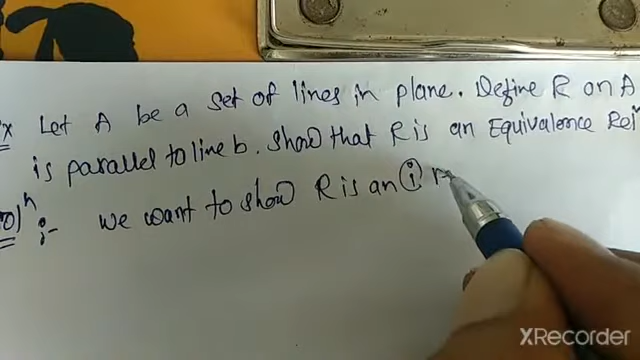 Ex Let A be a set of lines in plane. Define R on A
is parallel to line b. show that R is an Equivalence Rel
Sol^n :- we want to show R is an (i) r
XRecorder